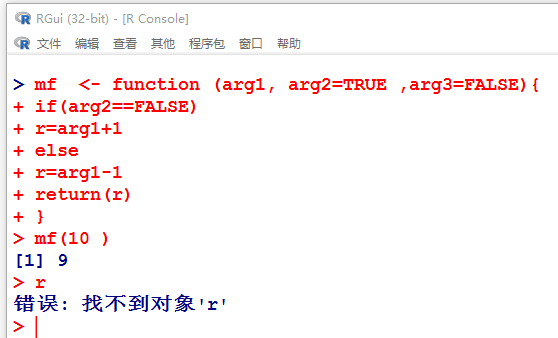 RGui (32-bit) - [R Console]
文件 编辑 查看 其他 程序包 窗口 帮助
> mf  <- function (arg1, arg2=TRUE ,arg3=FALSE){
+ if(arg2==FALSE)
+ r=arg1+1
+ else
+ r=arg1-1
+ return(r)
+ }
> mf(10 )
[1] 9
> r
错误: 找不到对象'r'
>